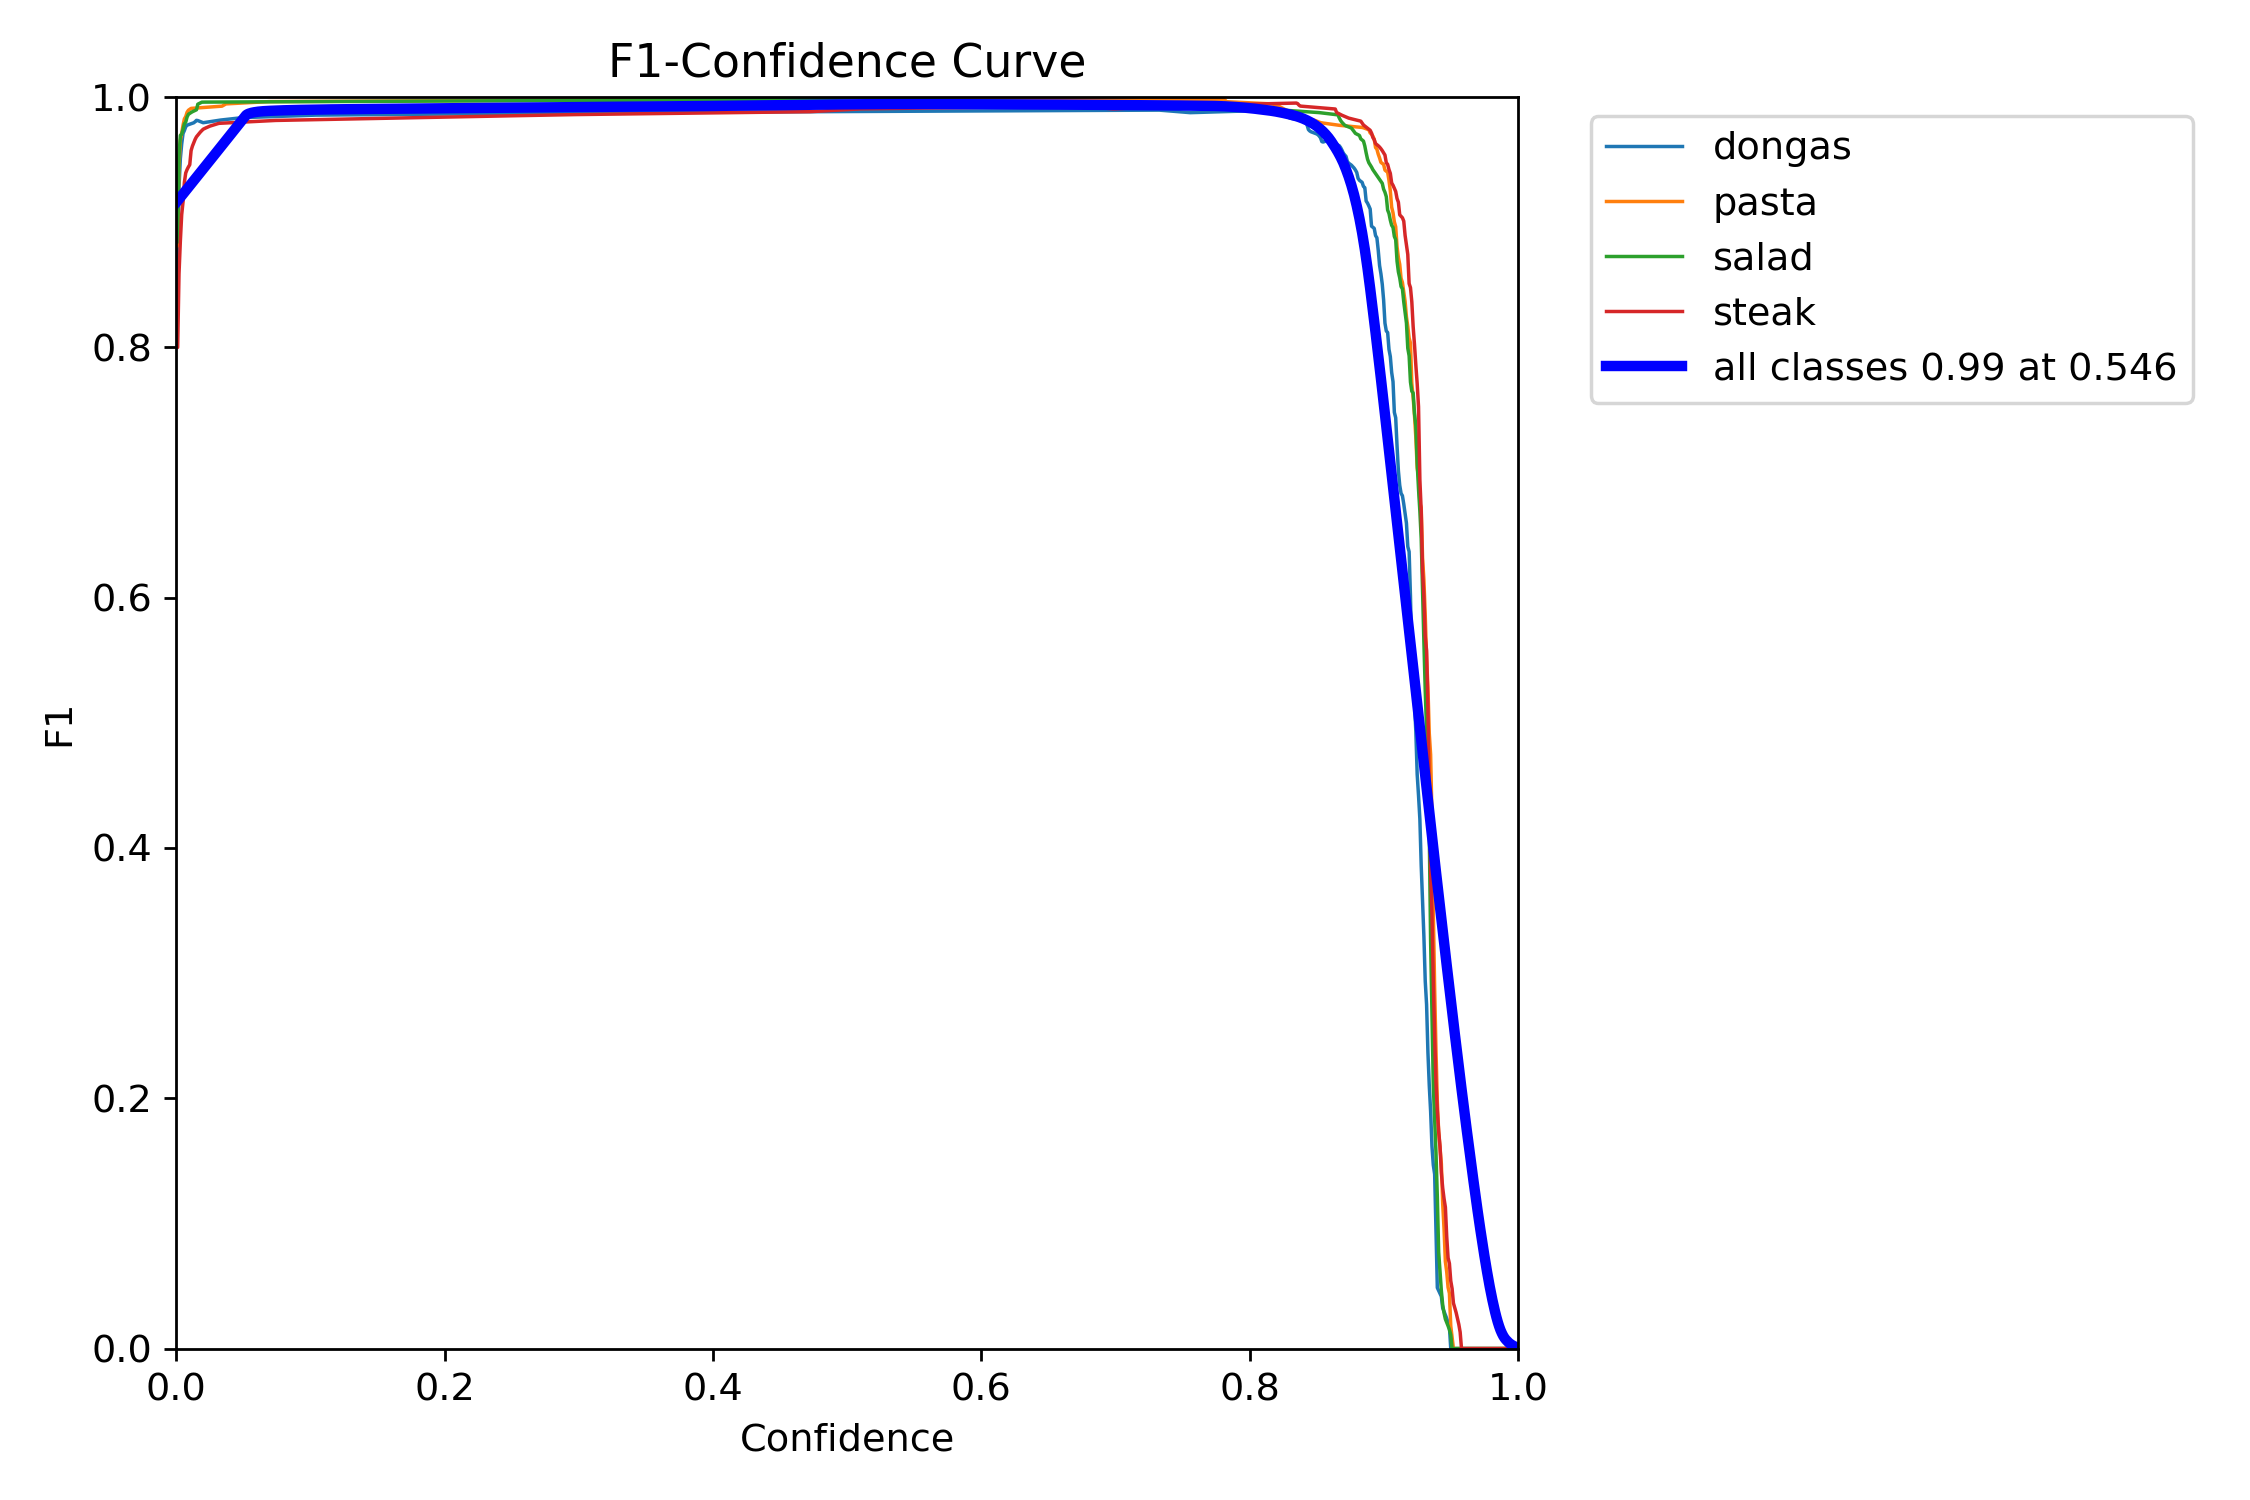 F1-Confidence Curve
1.0
0.8
0.6
0.4
0.2
0.0
F1
0.0 0.2 0.4 0.6 0.8 1.0
Confidence
dongas
pasta
salad
steak
all classes 0.99 at 0.546